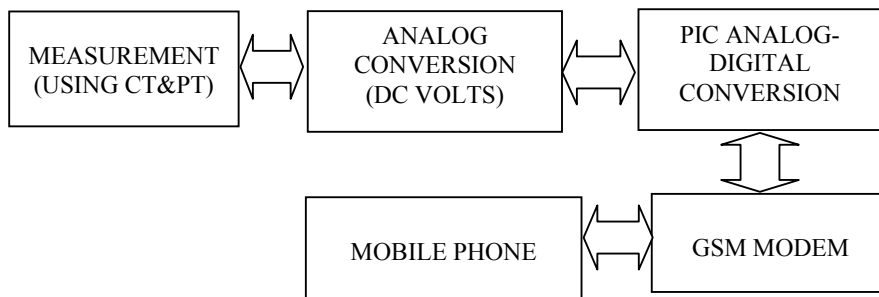 MEASUREMENT
(USING CT&PT)
ANALOG
CONVERSION
(DC VOLTS)
PIC ANALOG-
DIGITAL
CONVERSION
MOBILE PHONE
GSM MODEM